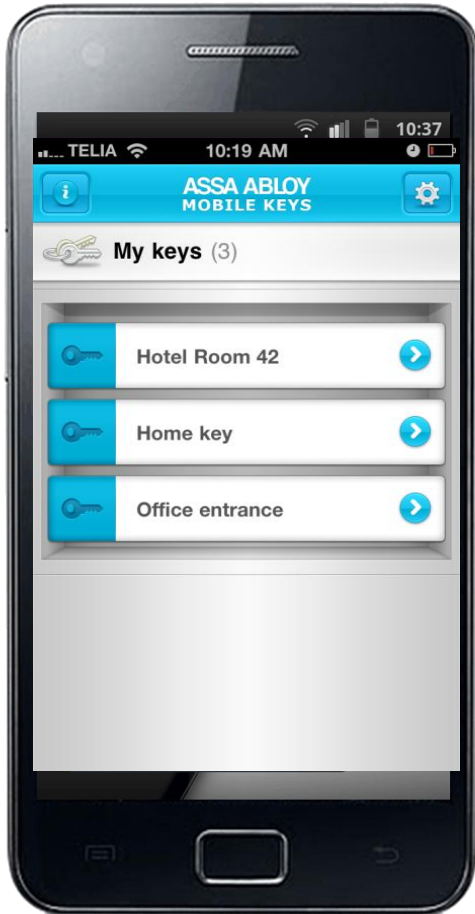 10:37
TELIA 10:19 AM
ASSA ABLOY
MOBILE KEYS
My keys (3)
Hotel Room 42
Home key
Office entrance